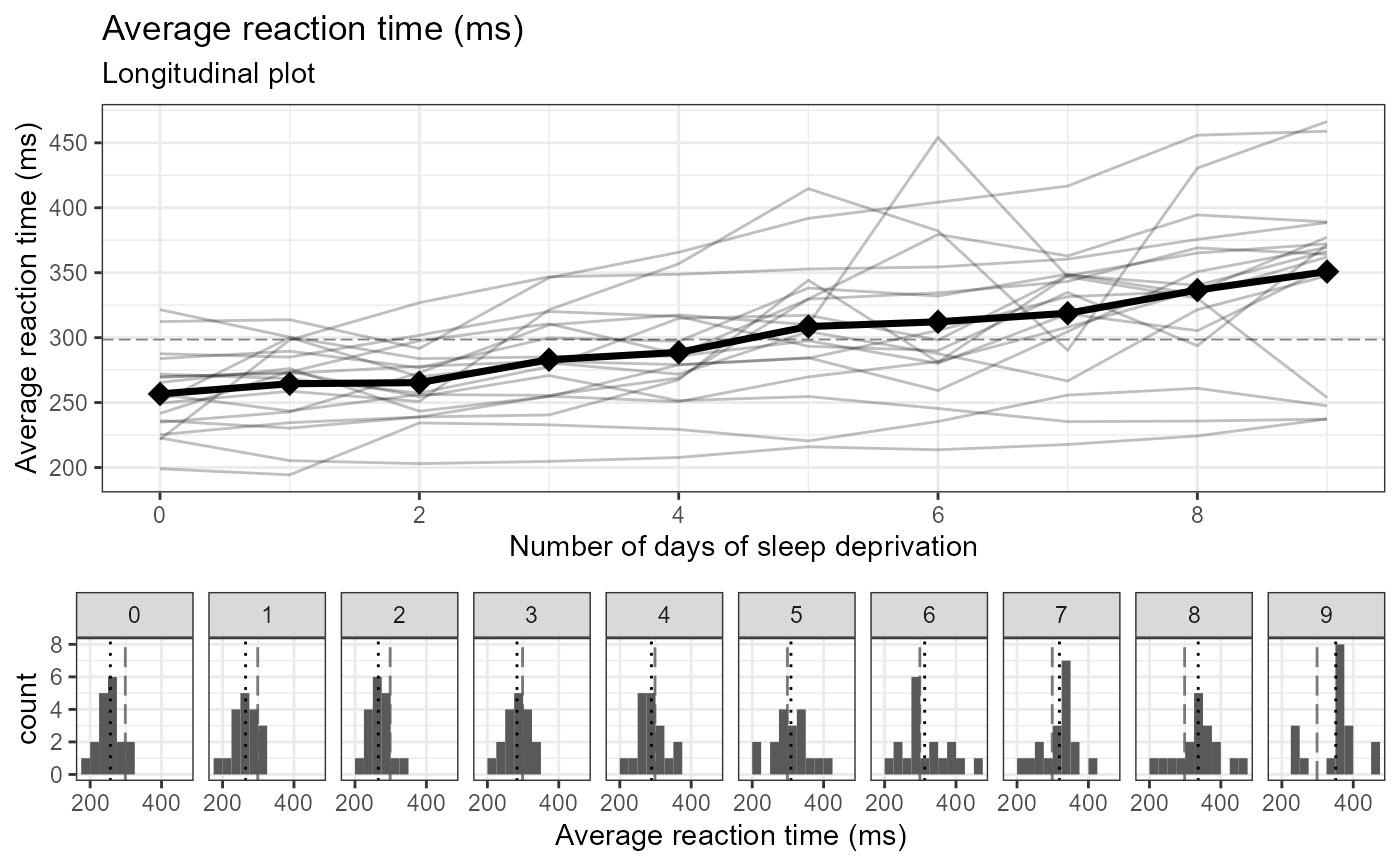 Average reaction time (ms)
Longitudinal plot
Average reaction time (ms)
450
400
350
300
250
200
0 2 4 6 8
Number of days of sleep deprivation
0 1 2 3 4 5 6 7 8 9
count
8
6
4
2
0
200 400 200 400 200 400 200 400 200 400 200 400 200 400 200 400 200 400 200 400
Average reaction time (ms)